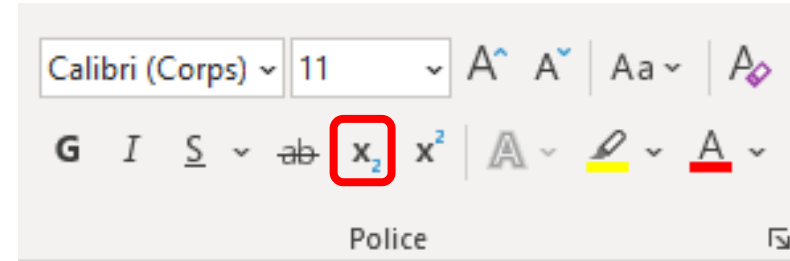 Calibri (Corps) 11 A A Aa A
G I S ab x₂ x² A A
Police